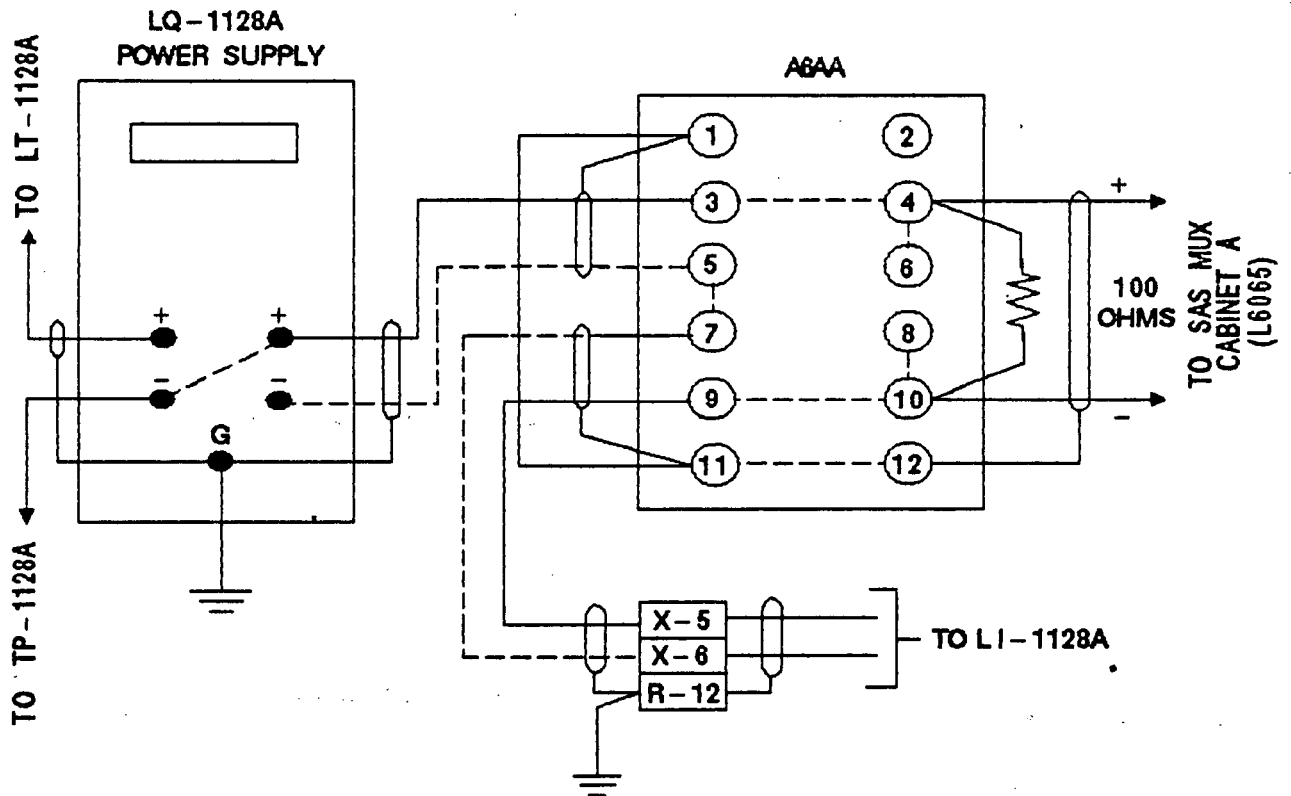 LQ-1128A
POWER SUPPLY
TO LT-1128A
TO TP-1128A
+
-
+
-
G
A6AA
1
2
3
4
5
6
7
8
9
10
11
12
+
-
100
OHMS
TO SAS MUX
CABINET A
(L6065)
X-5
X-6
R-12
TO LI-1128A